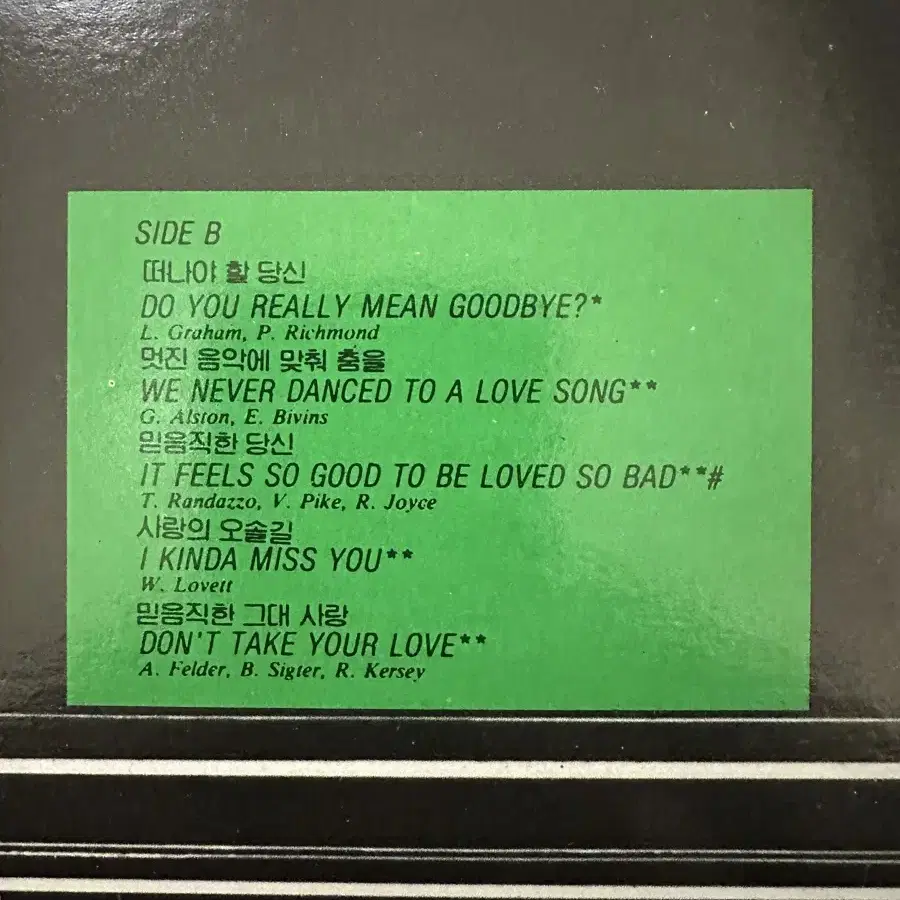 SIDE B
떠나야 할 당신
DO YOU REALLY MEAN GOODBYE?*
L. Graham, P. Richmond
멋진 음악에 맞춰 춤을
WE NEVER DANCED TO A LOVE SONG**
G. Alston, E. Bivins
믿음직한 당신
IT FEELS SO GOOD TO BE LOVED SO BAD**#
T. Randazzo, V. Pike, R. Joyce
사랑의 오솔길
I KINDA MISS YOU**
W. Lovett
믿음직한 그대 사랑
DON'T TAKE YOUR LOVE**
A. Felder, B. Sigter, R. Kersey